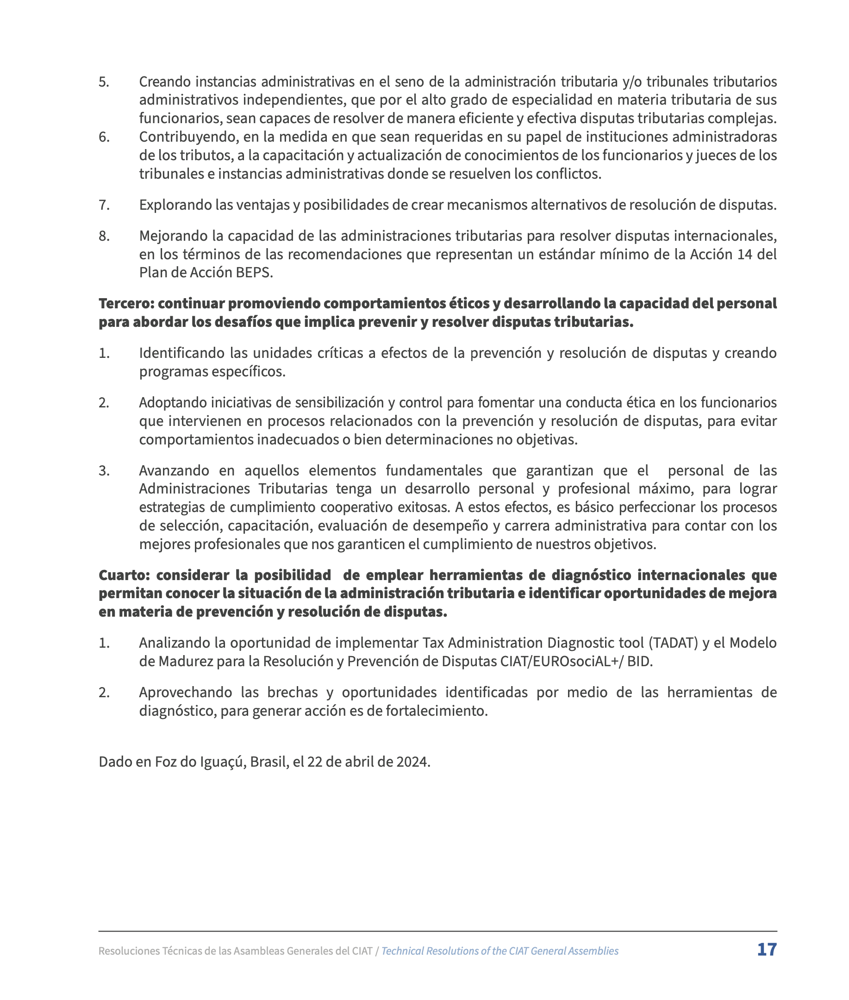 5. Creando instancias administrativas en el seno de la administración tributaria y/o tribunales tributarios
administrativos independientes, que por el alto grado de especialidad en materia tributaria de sus
funcionarios, sean capaces de resolver de manera eficiente y efectiva disputas tributarias complejas.
6. Contribuyendo, en la medida en que sean requeridas en su papel de instituciones administradoras
de los tributos, a la capacitación y actualización de conocimientos de los funcionarios y jueces de los
tribunales e instancias administrativas donde se resuelven los conflictos.
7. Explorando las ventajas y posibilidades de crear mecanismos alternativos de resolución de disputas.
8. Mejorando la capacidad de las administraciones tributarias para resolver disputas internacionales,
en los términos de las recomendaciones que representan un estándar mínimo de la Acción 14 del
Plan de Acción BEPS.
Tercero: continuar promoviendo comportamientos éticos y desarrollando la capacidad del personal
para abordar los desafíos que implica prevenir y resolver disputas tributarias.
1. Identificando las unidades críticas a efectos de la prevención y resolución de disputas y creando
programas específicos.
2. Adoptando iniciativas de sensibilización y control para fomentar una conducta ética en los funcionarios
que intervienen en procesos relacionados con la prevención y resolución de disputas, para evitar
comportamientos inadecuados o bien determinaciones no objetivas.
3. Avanzando en aquellos elementos fundamentales que garantizan que el personal de las
Administraciones Tributarias tenga un desarrollo personal y profesional máximo, para lograr
estrategias de cumplimiento cooperativo exitosas. A estos efectos, es básico perfeccionar los procesos
de selección, capacitación, evaluación de desempeño y carrera administrativa para contar con los
mejores profesionales que nos garanticen el cumplimiento de nuestros objetivos.
Cuarto: considerar la posibilidad de emplear herramientas de diagnóstico internacionales que
permitan conocer la situación de la administración tributaria e identificar oportunidades de mejora
en materia de prevención y resolución de disputas.
1. Analizando la oportunidad de implementar Tax Administration Diagnostic tool (TADAT) y el Modelo
de Madurez para la Resolución y Prevención de Disputas CIAT/EUROsociAL+/ BID.
2. Aprovechando las brechas y oportunidades identificadas por medio de las herramientas de
diagnóstico, para generar acción es de fortalecimiento.
Dado en Foz do Iguaçú, Brasil, el 22 de abril de 2024.
Resoluciones Técnicas de las Asambleas Generales del CIAT / Technical Resolutions of the CIAT General Assemblies 17